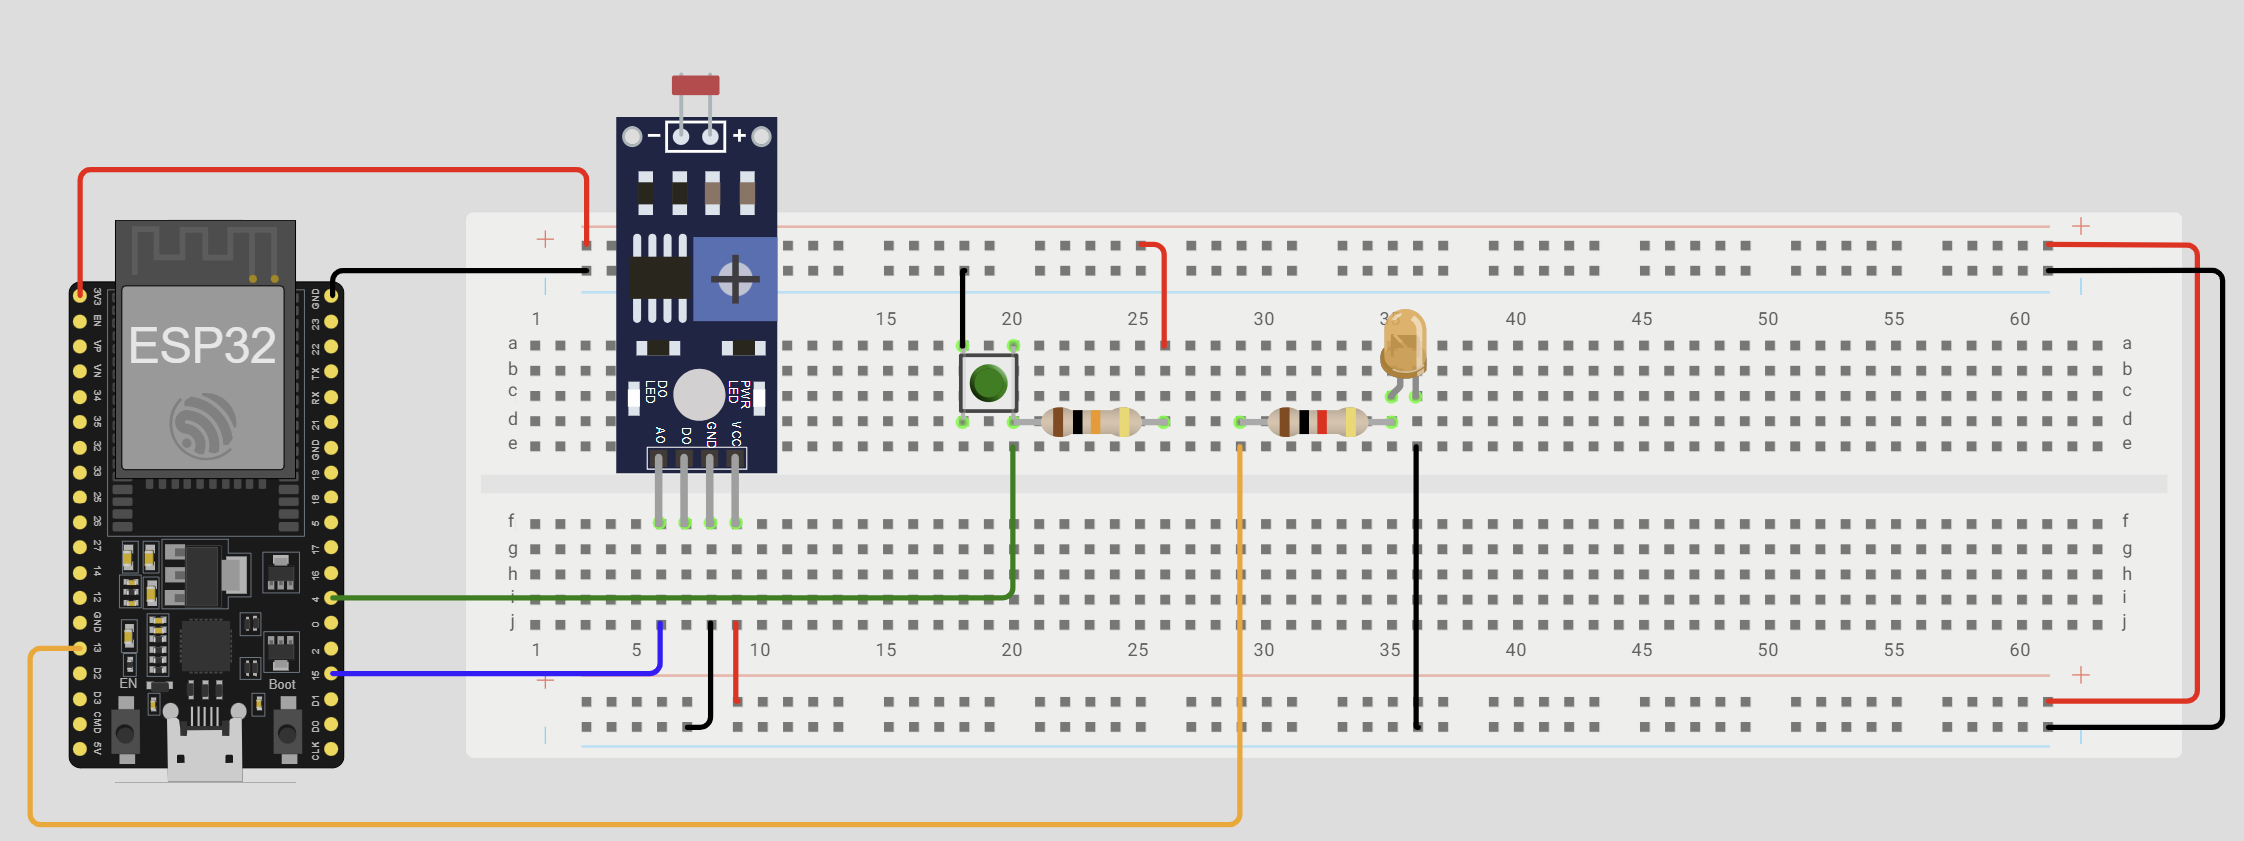 3V3
EN
VP
VN
34
35
32
33
25
26
27
14
12
GND
13
D2
D3
CMD
5V
ESP32
EN
Boot
GND
23
22
TX
RX
21
GND
19
18
5
17
16
4
0
2
15
D1
D0
CLK
− +
DO LED
PWR LED
AO DO GND VCC
+ +
| |
1 15 20 25 30 35 40 45 50 55 60
a a
b b
c c
d d
e e
f f
g g
h h
i i
j j
1 5 10 15 20 25 30 35 40 45 50 55 60
+ +
| |